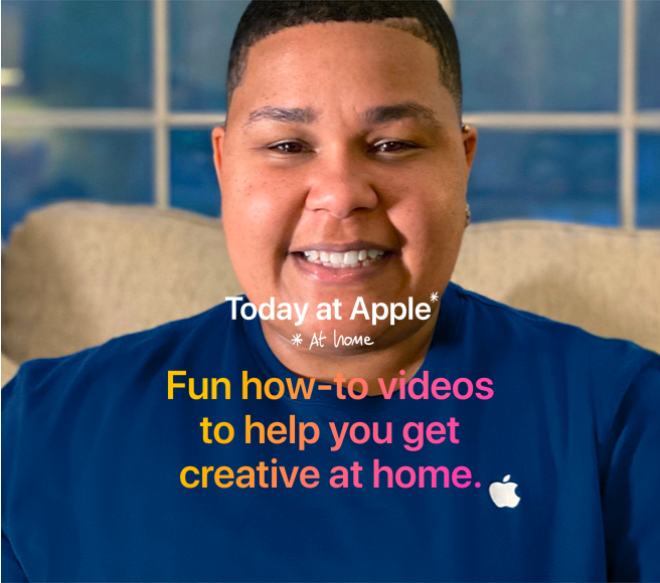 Today at Apple*
* At home
Fun how-to videos
to help you get
creative at home.